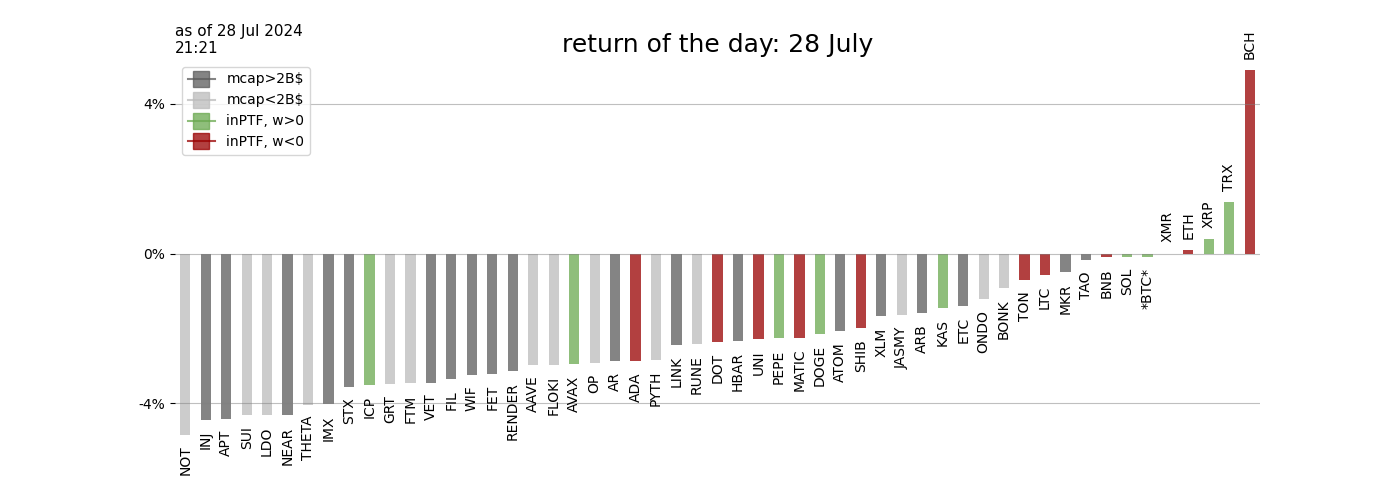 as of 28 Jul 2024
21:21
return of the day: 28 July
mcap>2B$
mcap<2B$
inPTF, w>0
inPTF, w<0
4%
0%
-4%
NOT
INJ
APT
SUI
LDO
NEAR
THETA
IMX
STX
ICP
GRT
FTM
VET
FIL
WIF
FET
RENDER
AAVE
FLOKI
AVAX
OP
AR
ADA
PYTH
LINK
RUNE
DOT
HBAR
UNI
PEPE
MATIC
DOGE
ATOM
SHIB
XLM
JASMY
ARB
KAS
ETC
ONDO
BONK
TON
LTC
MKR
TAO
BNB
SOL
*BTC*
XMR
ETH
XRP
TRX
BCH